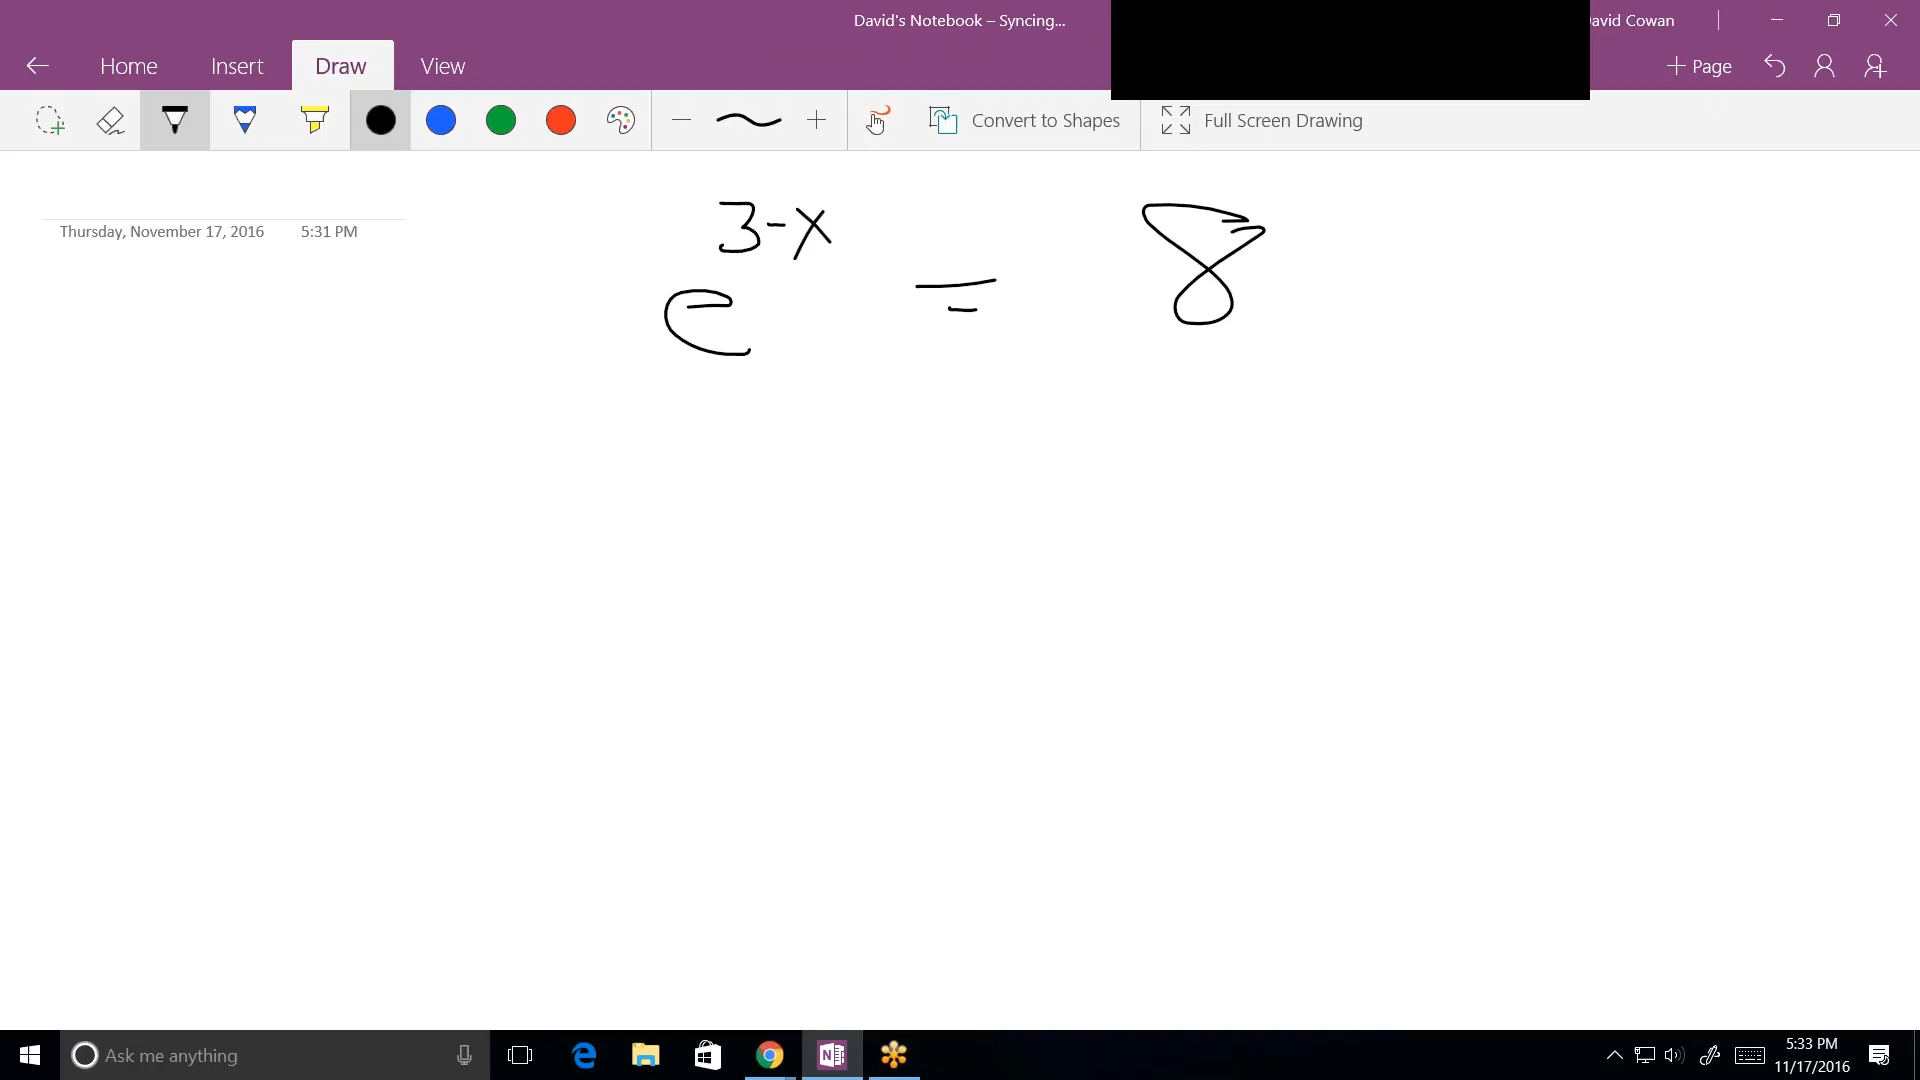 David's Notebook – Syncing...
avid Cowan
Home Insert Draw View
Page
Convert to Shapes
Full Screen Drawing
Thursday, November 17, 2016 5:31 PM
e^{3-x} = 8
Ask me anything
5:33 PM
11/17/2016